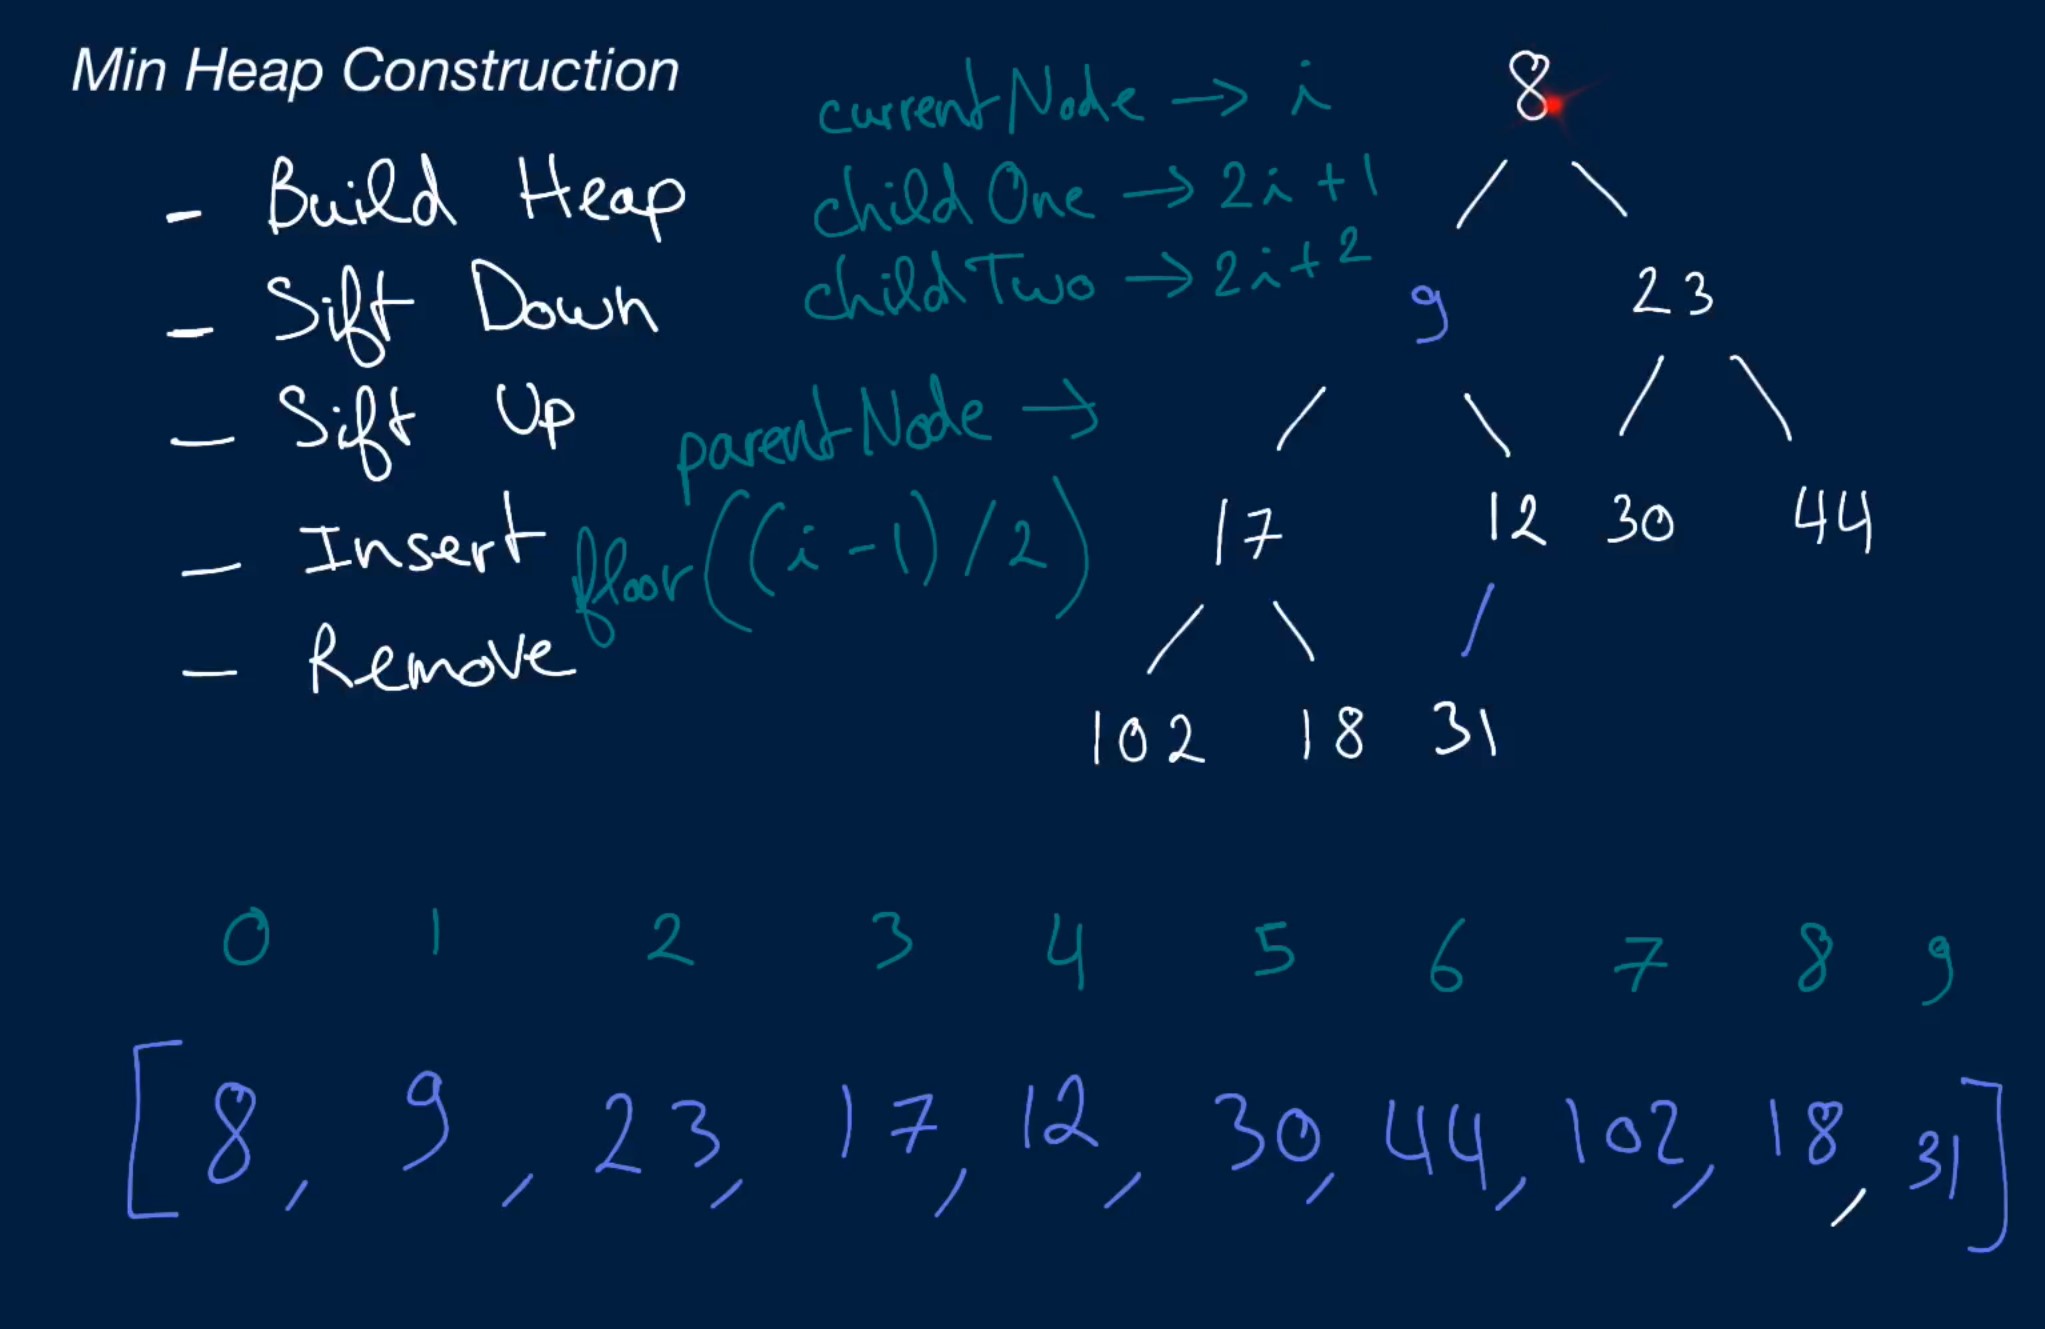 Min Heap Construction
- Build Heap
- Sift Down
- Sift Up
- Insert
- Remove
currentNode → i
childOne → 2i+1
childTwo → 2i+2
parentNode →
floor((i-1)/2)
8
9 23
17 12 30 44
102 18 31
0 1 2 3 4 5 6 7 8 9
[8, 9, 23, 17, 12, 30, 44, 102, 18, 31]